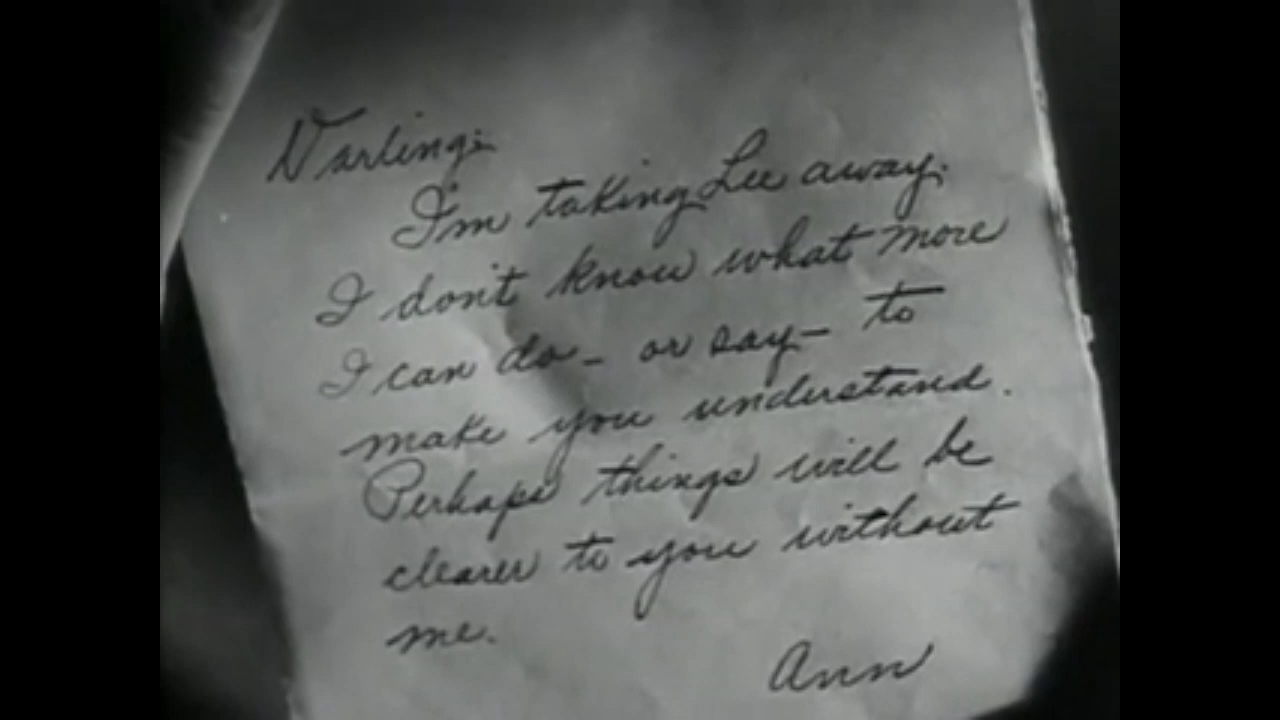 Darling:
I'm taking Lee away.
I don't know what more
I can do - or say - to
make you understand.
Perhaps things will be
clearer to you without
me.
Ann